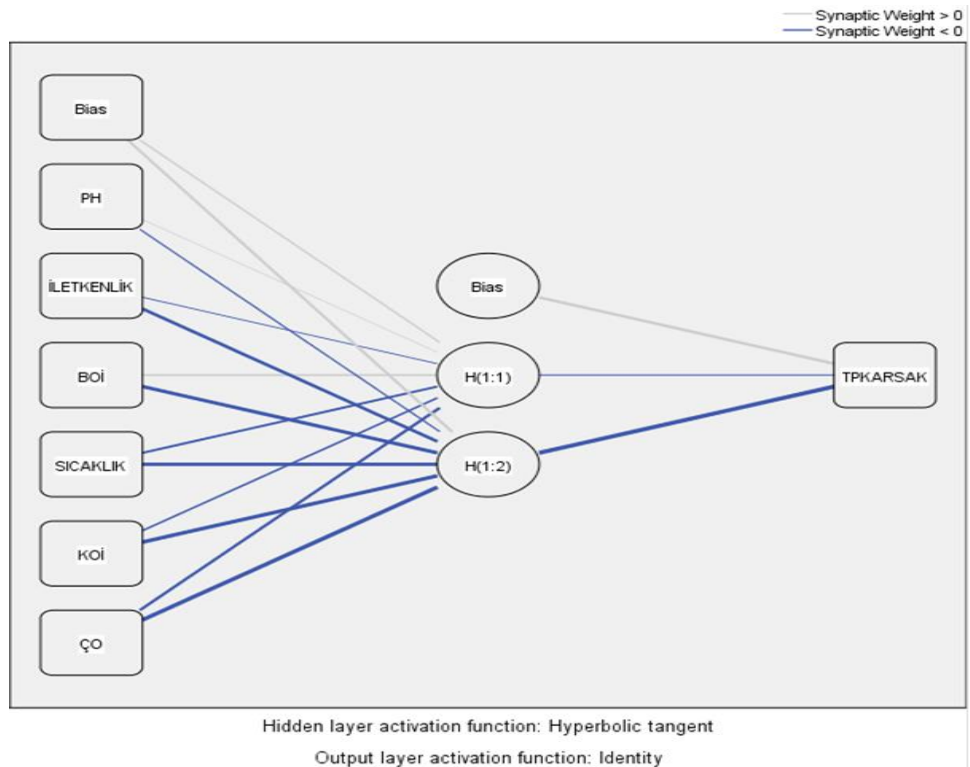 Synaptic Weight > 0
Synaptic Weight < 0
Bias
PH
İLETKENLİK
BOİ
SICAKLIK
KOİ
ÇO
Bias
H(1:1)
H(1:2)
TPKARSAK
Hidden layer activation function: Hyperbolic tangent
Output layer activation function: Identity